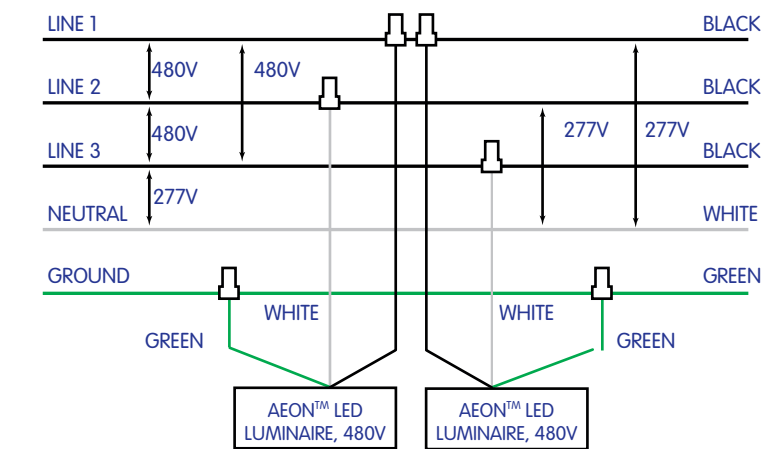 LINE 1
BLACK
480V
480V
LINE 2
BLACK
480V
277V
277V
LINE 3
BLACK
277V
NEUTRAL
WHITE
GROUND
GREEN
WHITE
WHITE
GREEN
GREEN
AEON™ LED
LUMINAIRE, 480V
AEON™ LED
LUMINAIRE, 480V